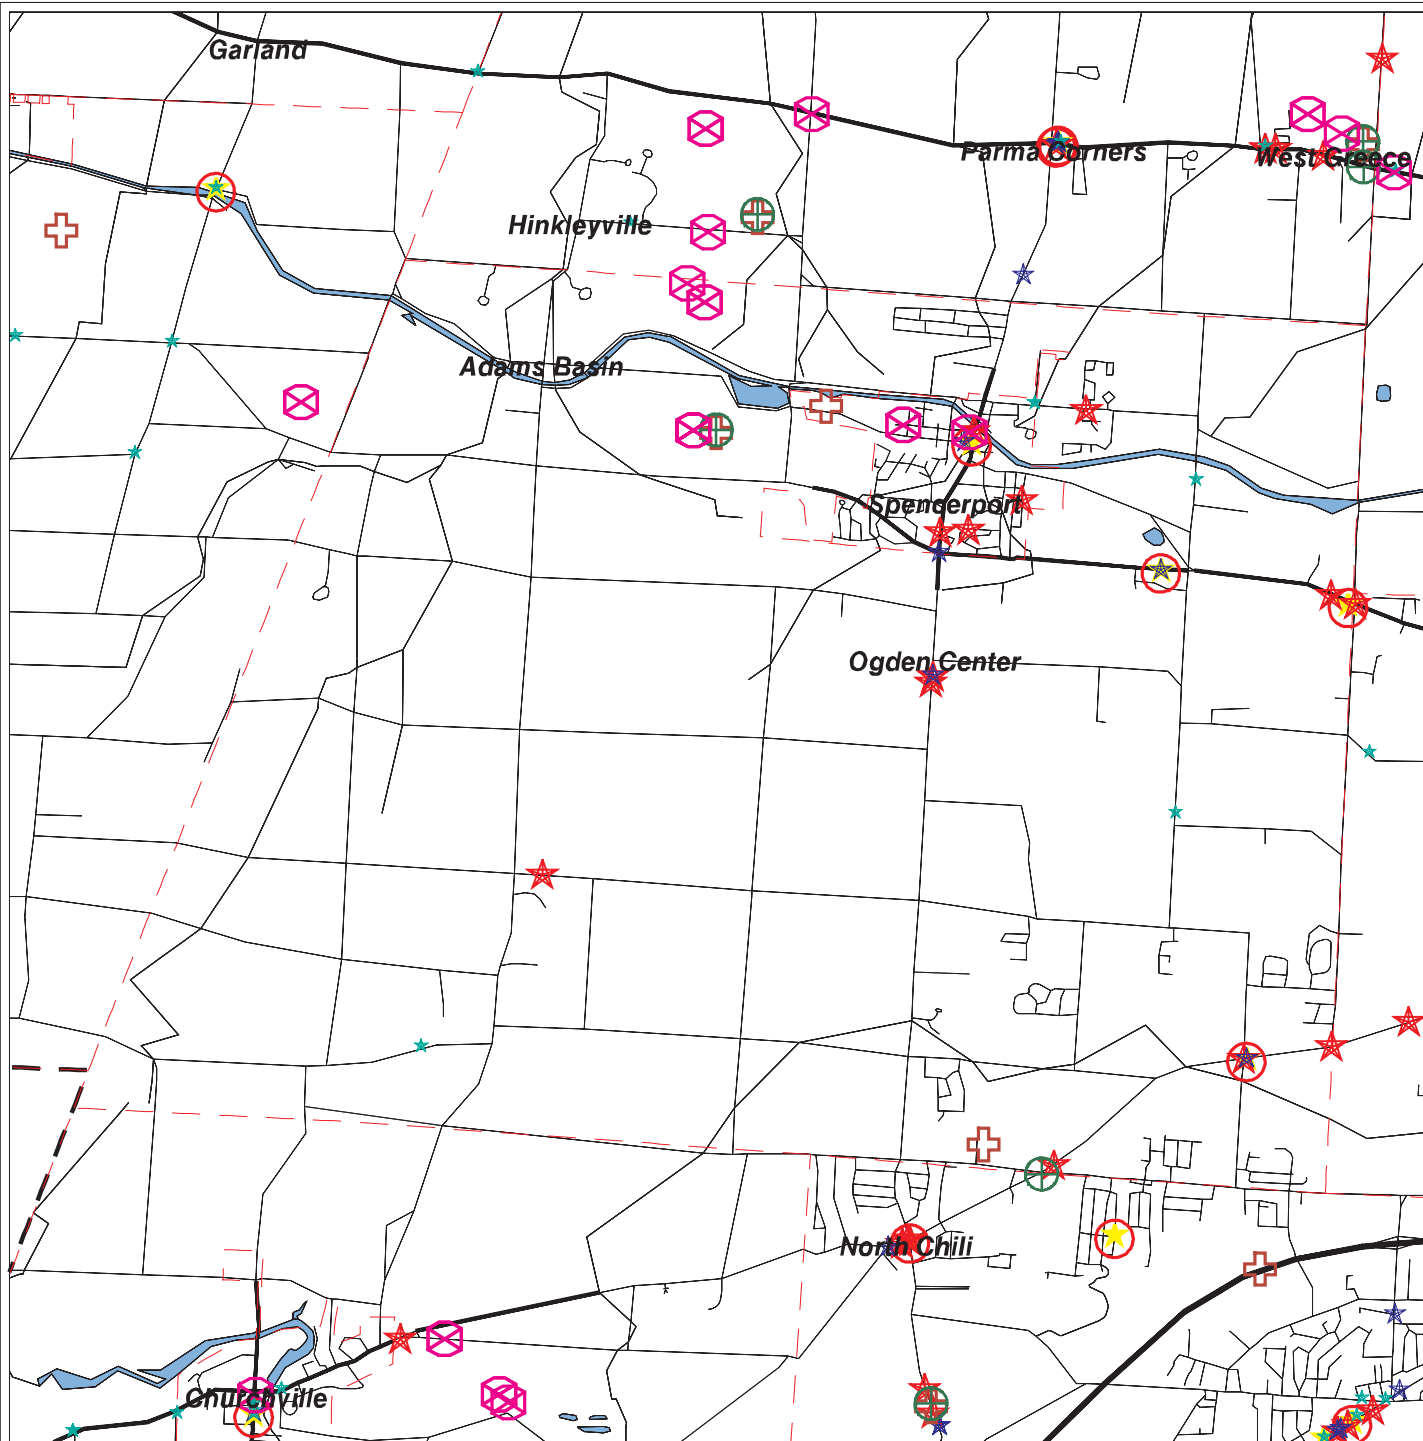 Garland
Parma Corners
West Greece
Hinkleyville
Adams Basin
Spencerport
Ogden Center
North Chili
Churchville